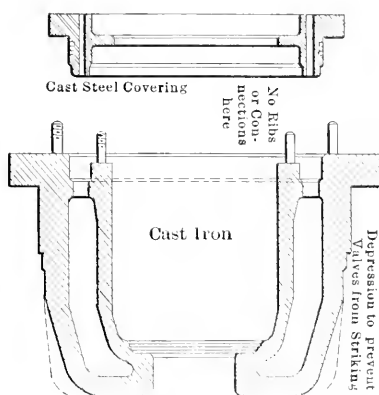 Cast Steel Covering
No Ribs
or Con-
nections
here
Cast Iron
Depression to prevent
Valves from Striking